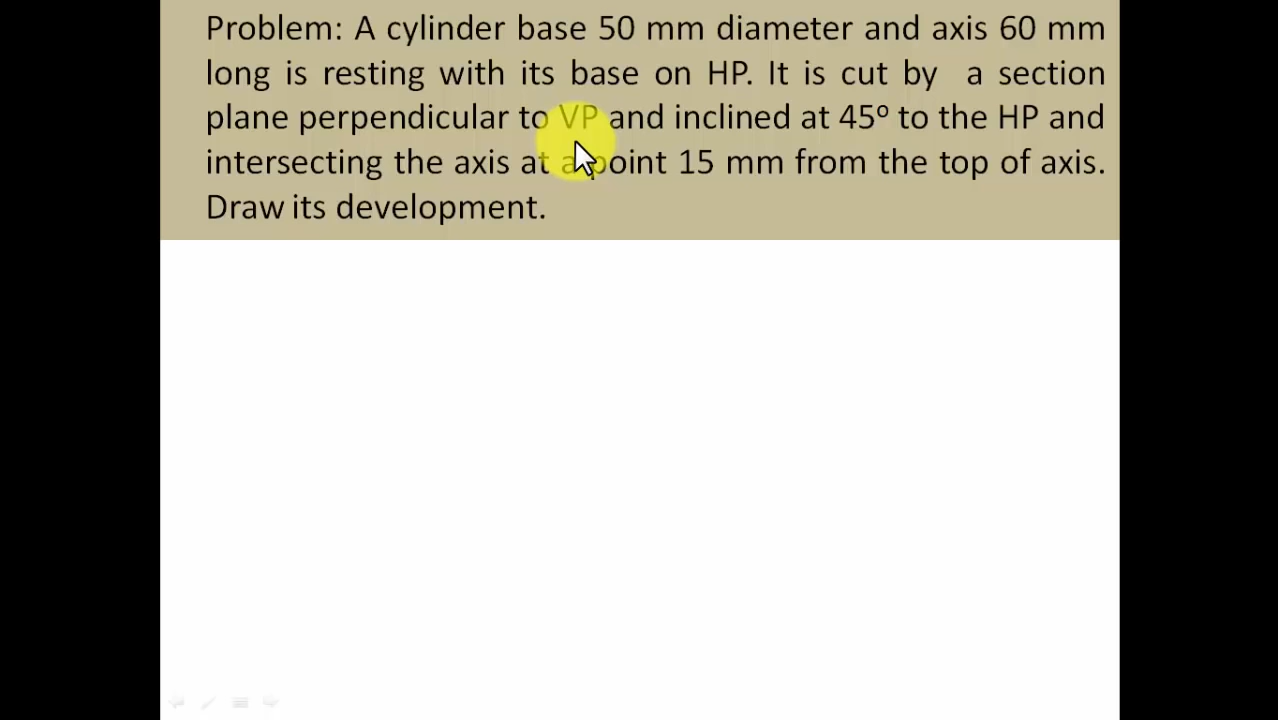 Problem: A cylinder base 50 mm diameter and axis 60 mm
long is resting with its base on HP. It is cut by a section
plane perpendicular to VP and inclined at 45º to the HP and
intersecting the axis at a point 15 mm from the top of axis.
Draw its development.